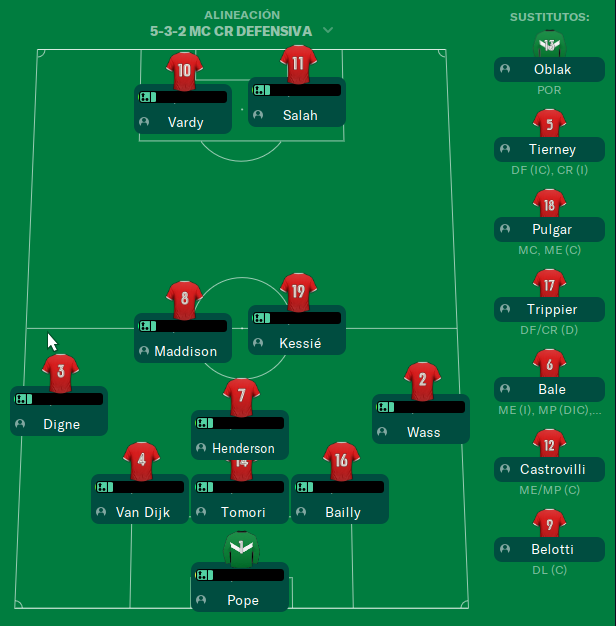 ALINEACIÓN
5-3-2 MC CR DEFENSIVA
10
Vardy
11
Salah
8
Maddison
19
Kessié
3
Digne
7
Henderson
2
Wass
4
Van Dijk
14
Tomori
16
Bailly
1
Pope
SUSTITUTOS:
13
Oblak
POR
5
Tierney
DF (IC), CR (I)
18
Pulgar
MC, ME (C)
17
Trippier
DF/CR (D)
6
Bale
ME (I), MP (DIC),...
12
Castrovilli
ME/MP (C)
9
Belotti
DL (C)